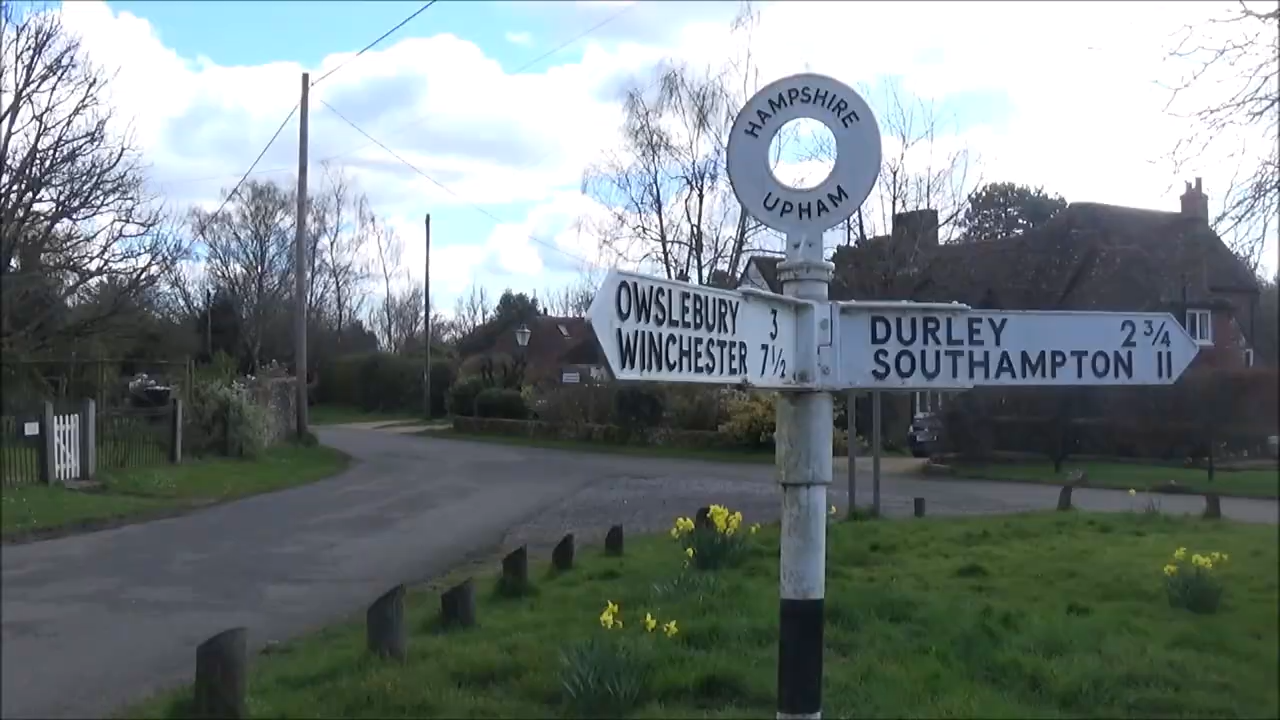 HAMPSHIRE
UPHAM
OWSLEBURY 3
WINCHESTER 7½
DURLEY 2¾
SOUTHAMPTON 11